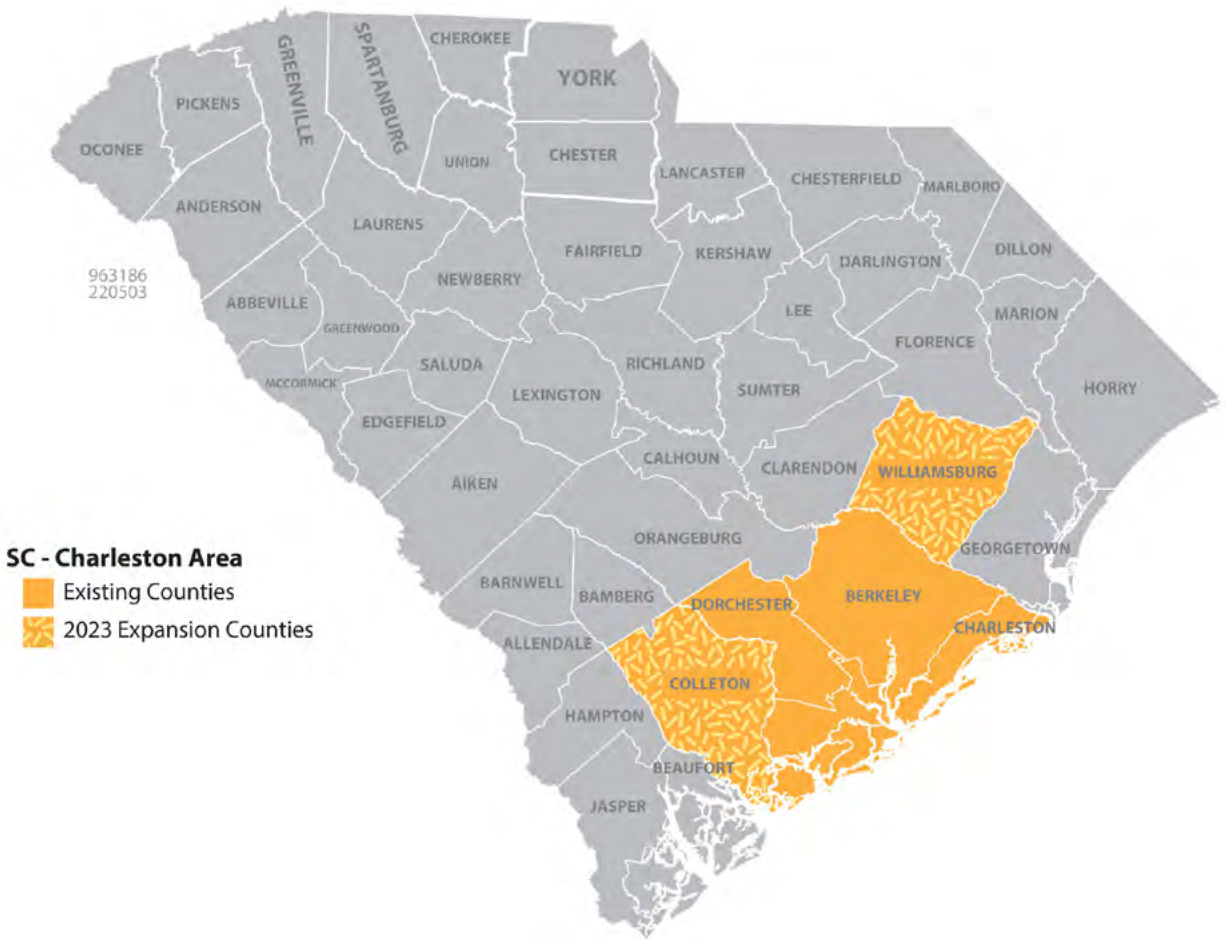 CHEROKEE
GREENVILLE
SPARTANBURG
YORK
PICKENS
OCONEE
UNION
CHESTER
LANCASTER
CHESTERFIELD
MARLBORO
ANDERSON
LAURENS
FAIRFIELD
KERSHAW
DARLINGTON
DILLON
963186
220503
NEWBERRY
ABBEVILLE
GREENWOOD
LEE
MARION
FLORENCE
SALUDA
RICHLAND
MCCORMICK
LEXINGTON
SUMTER
HORRY
EDGEFIELD
CALHOUN
CLARENDON
WILLIAMSBURG
AIKEN
ORANGEBURG
GEORGETOWN
SC - Charleston Area
Existing Counties
2023 Expansion Counties
BARNWELL
BAMBERG
DORCHESTER
BERKELEY
CHARLESTON
ALLENDALE
COLLETON
HAMPTON
BEAUFORT
JASPER